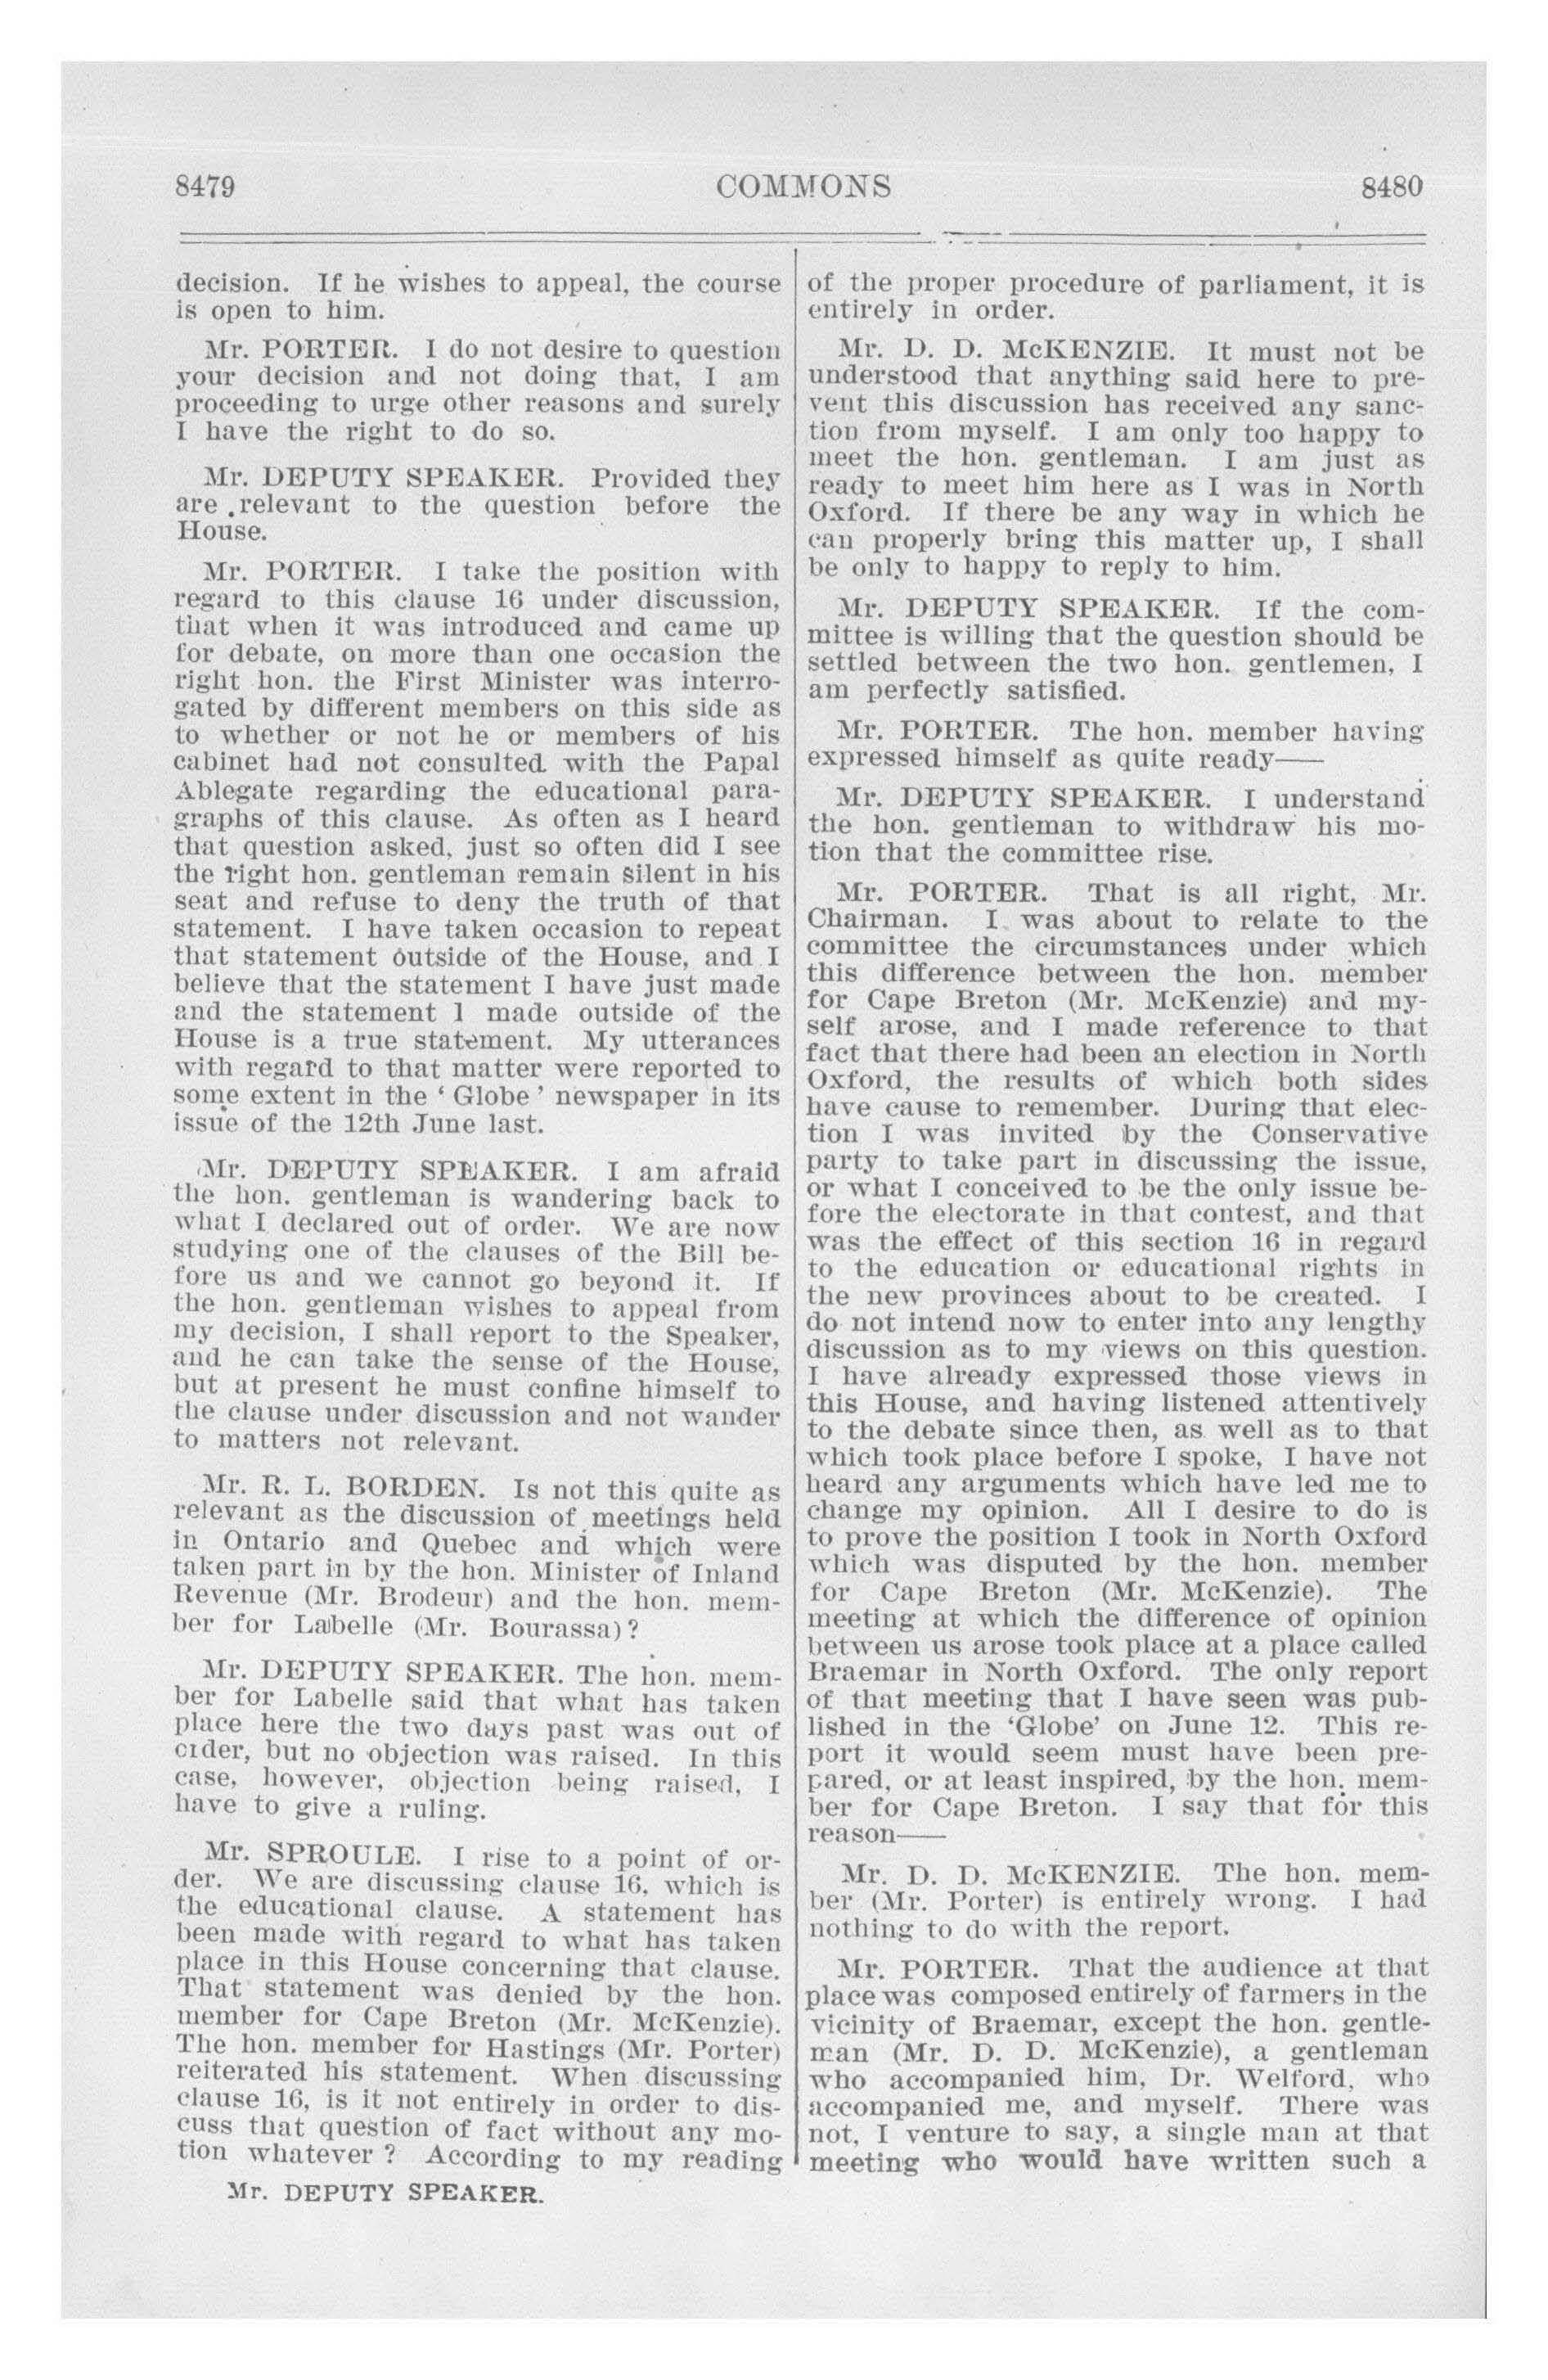 8479 COMMONS 8480
decision. If he wishes to appeal, the course
is open to him.
Mr. PORTER. I do not desire to question
your decision and not doing that, I am
proceeding to urge other reasons and surely
I have the right to do so.
Mr. DEPUTY SPEAKER. Provided they
are relevant to the question before the
House.
Mr. PORTER. I take the position with
regard to this clause 16 under discussion,
that when it was introduced and came up
for debate, on more than one occasion the
right hon. the First Minister was interro-
gated by different members on this side as
to whether or not he or members of his
cabinet had not consulted with the Papal
Ablegate regarding the educational para-
graphs of this clause. As often as I heard
that question asked, just so often did I see
the right hon. gentleman remain silent in his
seat and refuse to deny the truth of that
statement. I have taken occasion to repeat
that statement outside of the House, and I
believe that the statement I have just made
and the statement I made outside of the
House is a true statement. My utterances
with regard to that matter were reported to
some extent in the ‘ Globe ’ newspaper in its
issue of the 12th June last.
Mr. DEPUTY SPEAKER. I am afraid
the hon. gentleman is wandering back to
what I declared out of order. We are now
studying one of the clauses of the Bill be-
fore us and we cannot go beyond it. If
the hon. gentleman wishes to appeal from
my decision, I shall report to the Speaker,
and he can take the sense of the House,
but at present he must confine himself to
the clause under discussion and not wander
to matters not relevant.
Mr. R. L. BORDEN. Is not this quite as
relevant as the discussion of meetings held
in Ontario and Quebec and which were
taken part in by the hon. Minister of Inland
Revenue (Mr. Brodeur) and the hon. mem-
ber for Labelle (Mr. Bourassa) ?
Mr. DEPUTY SPEAKER. The hon. mem-
ber for Labelle said that what has taken
place here the two days past was out of
order, but no objection was raised. In this
case, however, objection being raised, I
have to give a ruling.
Mr. SPROULE. I rise to a point of or-
der. We are discussing clause 16, which is
the educational clause. A statement has
been made with regard to what has taken
place in this House concerning that clause.
That statement was denied by the hon.
member for Cape Breton (Mr. McKenzie).
The hon. member for Hastings (Mr. Porter)
reiterated his statement. When discussing
clause 16, is it not entirely in order to dis-
cuss that question of fact without any mo-
tion whatever ? According to my reading
Mr. DEPUTY SPEAKER.
of the proper procedure of parliament, it is
entirely in order.
Mr. D. D. McKENZIE. It must not be
understood that anything said here to pre-
vent this discussion has received any sanc-
tion from myself. I am only too happy to
meet the hon. gentleman. I am just as
ready to meet him here as I was in North
Oxford. If there be any way in which he
can properly bring this matter up, I shall
be only to happy to reply to him.
Mr. DEPUTY SPEAKER. If the com-
mittee is willing that the question should be
settled between the two hon. gentlemen, I
am perfectly satisfied.
Mr. PORTER. The hon. member having
expressed himself as quite ready——
Mr. DEPUTY SPEAKER. I understand
the hon. gentleman to withdraw his mo-
tion that the committee rise.
Mr. PORTER. That is all right, Mr.
Chairman. I was about to relate to the
committee the circumstances under which
this difference between the hon. member
for Cape Breton (Mr. McKenzie) and my-
self arose, and I made reference to that
fact that there had been an election in North
Oxford, the results of which both sides
have cause to remember. During that elec-
tion I was invited by the Conservative
party to take part in discussing the issue,
or what I conceived to be the only issue be-
fore the electorate in that contest, and that
was the effect of this section 16 in regard
to the education or educational rights in
the new provinces about to be created. I
do not intend now to enter into any lengthy
discussion as to my views on this question.
I have already expressed those views in
this House, and having listened attentively
to the debate since then, as well as to that
which took place before I spoke, I have not
heard any arguments which have led me to
change my opinion. All I desire to do is
to prove the position I took in North Oxford
which was disputed by the hon. member
for Cape Breton (Mr. McKenzie). The
meeting at which the difference of opinion
between us arose took place at a place called
Braemar in North Oxford. The only report
of that meeting that I have seen was pub-
lished in the ‘Globe’ on June 12. This re-
port it would seem must have been pre-
pared, or at least inspired, by the hon. mem-
ber for Cape Breton. I say that for this
reason——
Mr. D. D. McKENZIE. The hon. mem-
ber (Mr. Porter) is entirely wrong. I had
nothing to do with the report.
Mr. PORTER. That the audience at that
place was composed entirely of farmers in the
vicinity of Braemar, except the hon. gentle-
man (Mr. D. D. McKenzie), a gentleman
who accompanied him, Dr. Welford, who
accompanied me, and myself. There was
not, I venture to say, a single man at that
meeting who would have written such a